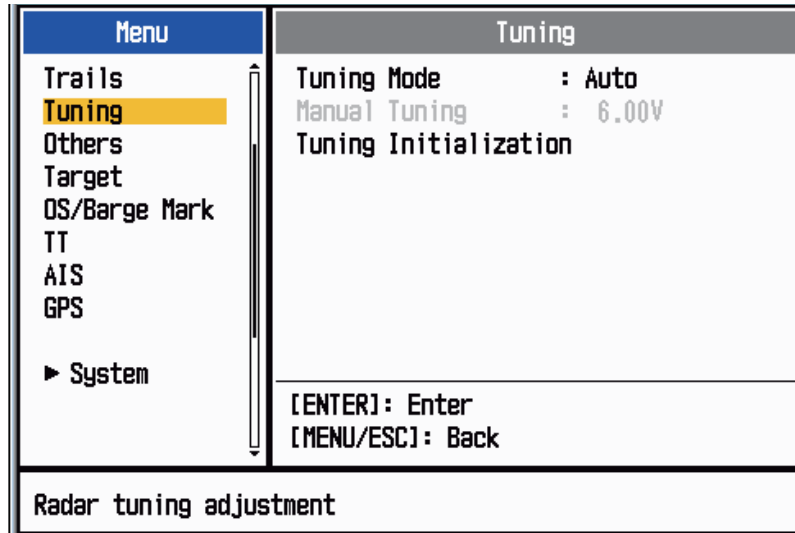 Menu
Trails
Tuning
Others
Target
OS/Barge Mark
TT
AIS
GPS
▶ System
Tuning
Tuning Mode : Auto
Manual Tuning : 6.00V
Tuning Initialization
[ENTER]: Enter
[MENU/ESC]: Back
Radar tuning adjustment